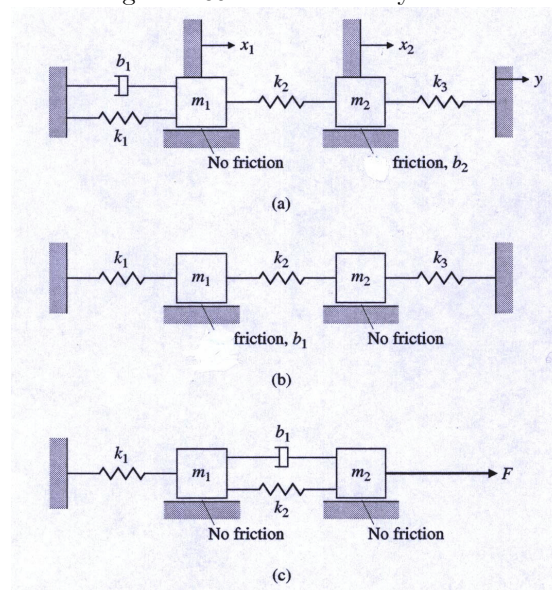 x₁ x₂
b₁ k₂ k₃ y
m₁ m₂
k₁
No friction friction, b₂
(a)
k₁ k₂ k₃
m₁ m₂
friction, b₁ No friction
(b)
b₁
k₁ m₁ m₂ F
k₂
No friction No friction
(c)